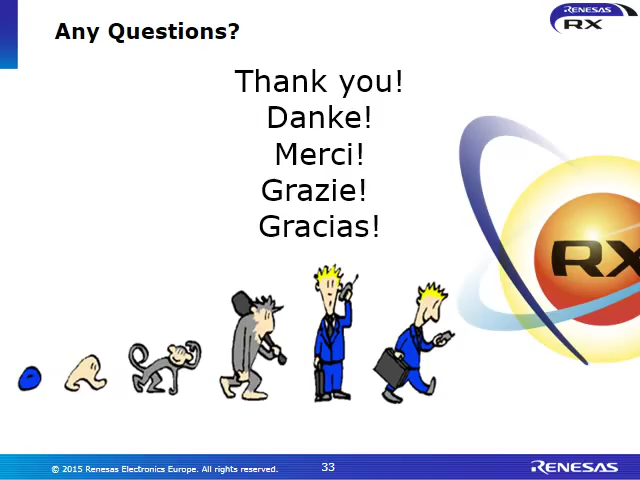 Any Questions?
RENESAS
RX
Thank you!
Danke!
Merci!
Grazie!
Gracias!
RX
© 2015 Renesas Electronics Europe. All rights reserved.
33
RENESAS